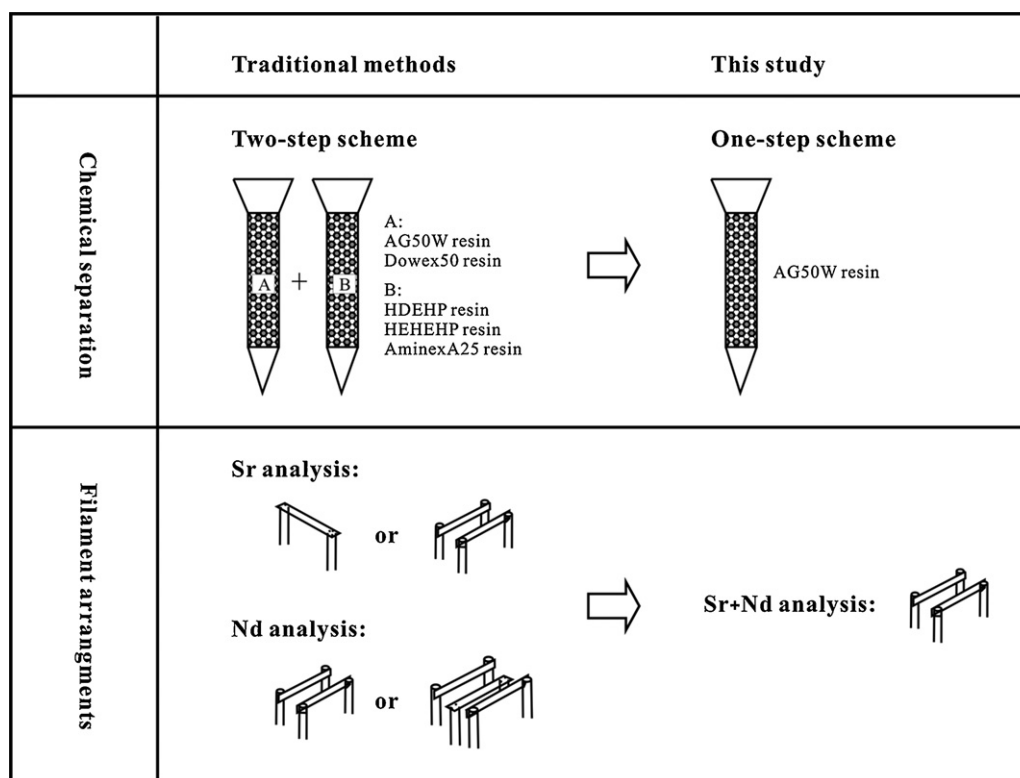 Traditional methods
This study
Chemical separation
Two-step scheme
A
+
B
A:
AG50W resin
Dowex50 resin
B:
HDEHP resin
HEHEHP resin
AminexA25 resin
One-step scheme
AG50W resin
Filament arrangments
Sr analysis:
or
Nd analysis:
or
Sr+Nd analysis: